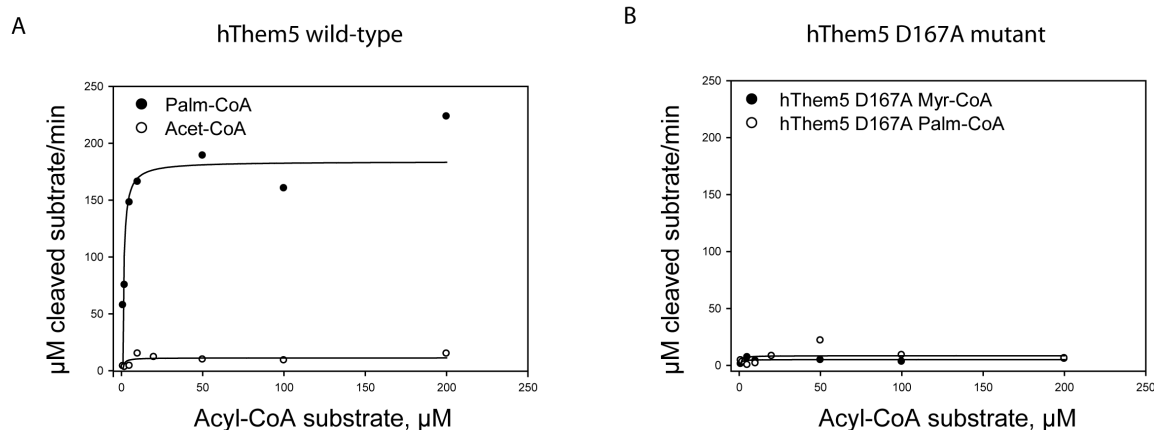 A
hThem5 wild-type
250
200
150
100
50
0
Palm-CoA
Acet-CoA
µM cleaved subtrate/min
0 50 100 150 200 250
Acyl-CoA substrate, µM
B
hThem5 D167A mutant
250
200
150
100
50
0
hThem5 D167A Myr-CoA
hThem5 D167A Palm-CoA
µM cleaved subtrate/min
0 50 100 150 200 250
Acyl-CoA substrate, µM